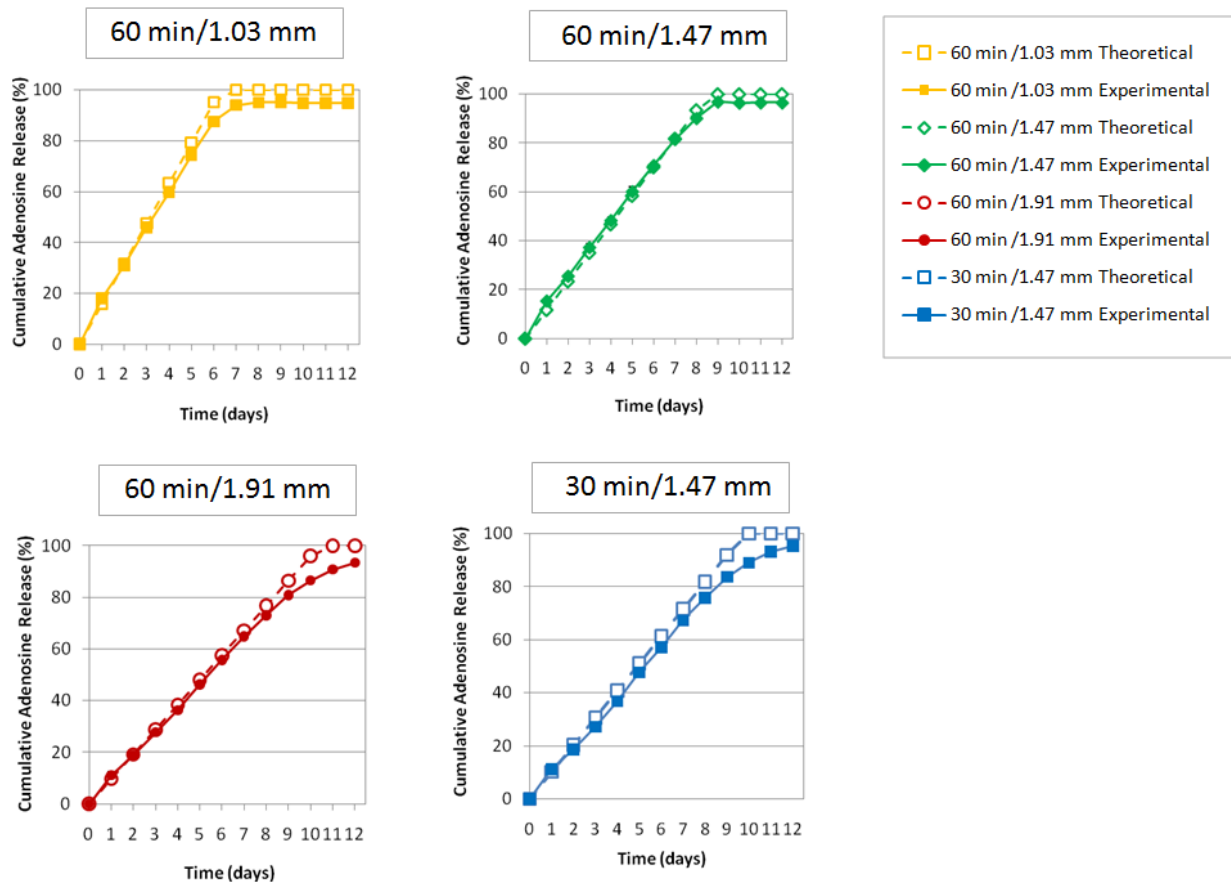 60 min/1.03 mm
Cumulative Adenosine Release (%)
100
80
60
40
20
0
0 1 2 3 4 5 6 7 8 9 10 11 12
Time (days)
60 min/1.47 mm
Cumulative Adenosine Release (%)
100
80
60
40
20
0
0 1 2 3 4 5 6 7 8 9 10 11 12
Time (days)
60 min /1.03 mm Theoretical
60 min /1.03 mm Experimental
60 min /1.47 mm Theoretical
60 min /1.47 mm Experimental
60 min /1.91 mm Theoretical
60 min /1.91 mm Experimental
30 min /1.47 mm Theoretical
30 min /1.47 mm Experimental
60 min/1.91 mm
Cumulative Adenosine Release (%)
100
80
60
40
20
0
0 1 2 3 4 5 6 7 8 9 10 11 12
Time (days)
30 min/1.47 mm
Cumulative Adenosine Release (%)
100
80
60
40
20
0
0 1 2 3 4 5 6 7 8 9 10 11 12
Time (days)